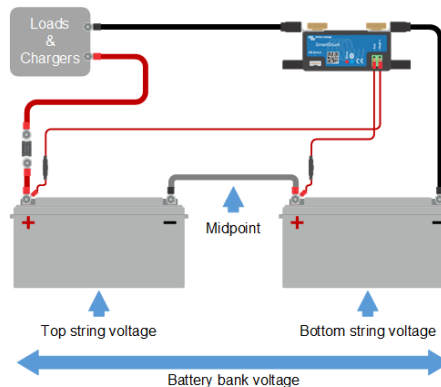 Loads
&
Chargers
SmartShunt
Midpoint
+
−
+
−
Top string voltage
Bottom string voltage
Battery bank voltage